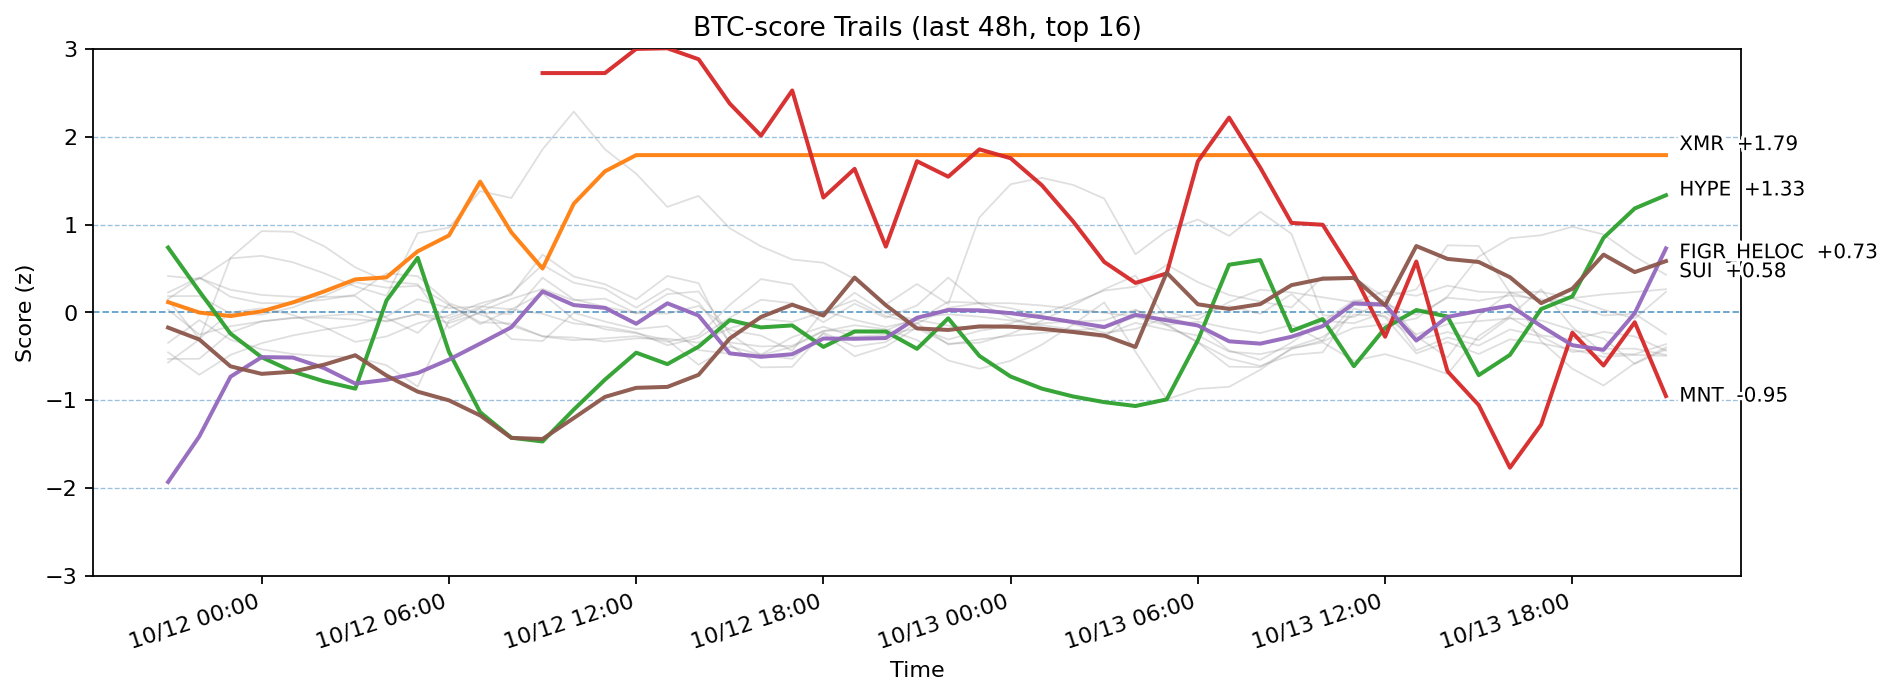 BTC-score Trails (last 48h, top 16)
Score (z)
3
2
1
0
−1
−2
−3
XMR +1.79
HYPE +1.33
FIGR_HELOC +0.73
SUI +0.58
MNT -0.95
10/12 00:00
10/12 06:00
10/12 12:00
10/12 18:00
10/13 00:00
10/13 06:00
10/13 12:00
10/13 18:00
Time